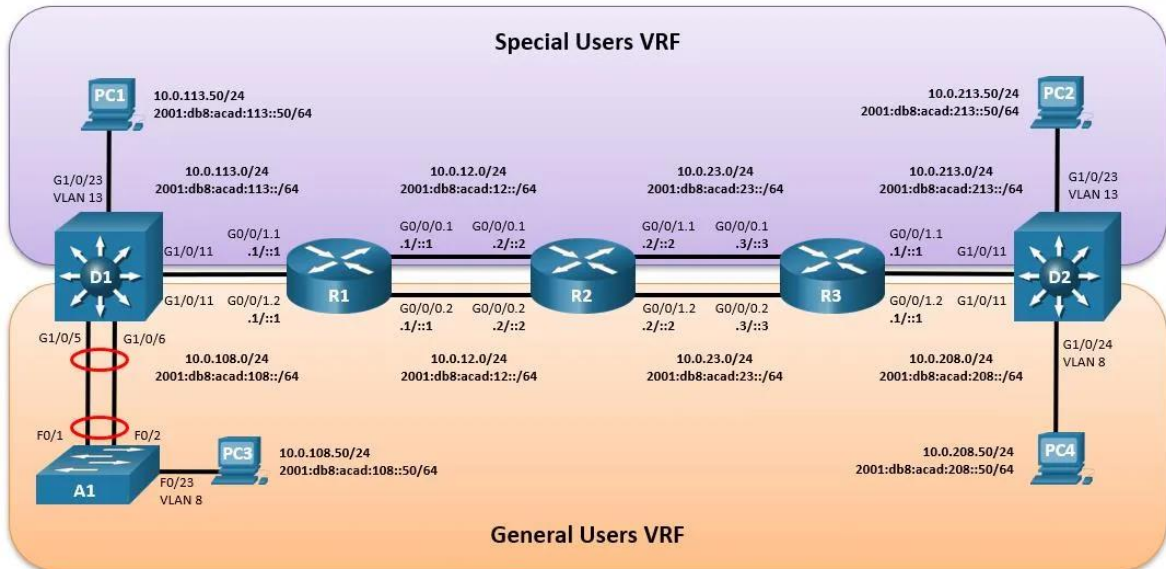 Special Users VRF
PC1
10.0.113.50/24
2001:db8:acad:113::50/64
10.0.213.50/24
2001:db8:acad:213::50/64
PC2
G1/0/23
VLAN 13
10.0.113.0/24
2001:db8:acad:113::/64
10.0.12.0/24
2001:db8:acad:12::/64
10.0.23.0/24
2001:db8:acad:23::/64
10.0.213.0/24
2001:db8:acad:213::/64
G1/0/23
VLAN 13
D1
G1/0/11
G0/0/1.1
.1/::1
R1
G0/0/0.1
.1/::1
G0/0/0.1
.2/::2
R2
G0/0/1.1
.2/::2
G0/0/0.1
.3/::3
R3
G0/0/1.1
.1/::1
G1/0/11
D2
G1/0/11
G0/0/1.2
.1/::1
G0/0/0.2
.1/::1
G0/0/0.2
.2/::2
G0/0/1.2
.2/::2
G0/0/0.2
.3/::3
G0/0/1.2
.1/::1
G1/0/11
G1/0/5
G1/0/6
10.0.108.0/24
2001:db8:acad:108::/64
10.0.12.0/24
2001:db8:acad:12::/64
10.0.23.0/24
2001:db8:acad:23::/64
10.0.208.0/24
2001:db8:acad:208::/64
G1/0/24
VLAN 8
F0/1
F0/2
A1
F0/23
VLAN 8
PC3
10.0.108.50/24
2001:db8:acad:108::50/64
10.0.208.50/24
2001:db8:acad:208::50/64
PC4
General Users VRF